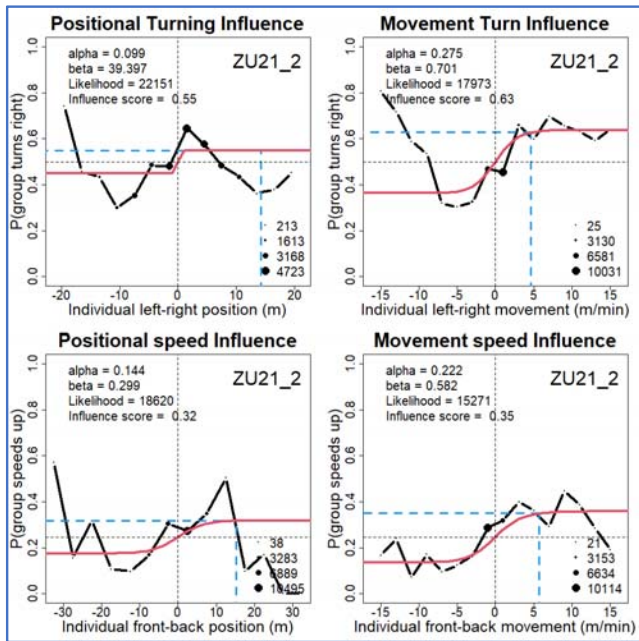 Positional Turning Influence
alpha = 0.099
beta = 39.397
Likelihood = 22151
Influence score = 0.55
ZU21_2
P(group turns right)
0.0 0.2 0.4 0.6 0.8 1.0
213
1613
3168
4723
-20 -10 0 10 20
Individual left-right position (m)
Movement Turn Influence
alpha = 0.275
beta = 0.701
Likelihood = 17973
Influence score = 0.63
ZU21_2
P(group turns right)
0.0 0.2 0.4 0.6 0.8 1.0
25
3130
6581
10031
-15 -10 -5 0 5 10 15
Individual left-right movement (m/min)
Positional speed Influence
alpha = 0.144
beta = 0.299
Likelihood = 18620
Influence score = 0.32
ZU21_2
P(group speeds up)
0.0 0.2 0.4 0.6 0.8 1.0
38
3283
6889
10495
-30 -20 -10 0 10 20 30
Individual front-back position (m)
Movement speed Influence
alpha = 0.222
beta = 0.582
Likelihood = 15271
Influence score = 0.35
ZU21_2
P(group speeds up)
0.0 0.2 0.4 0.6 0.8 1.0
21
3153
6634
10114
-15 -10 -5 0 5 10 15
Individual front-back movement (m/min)